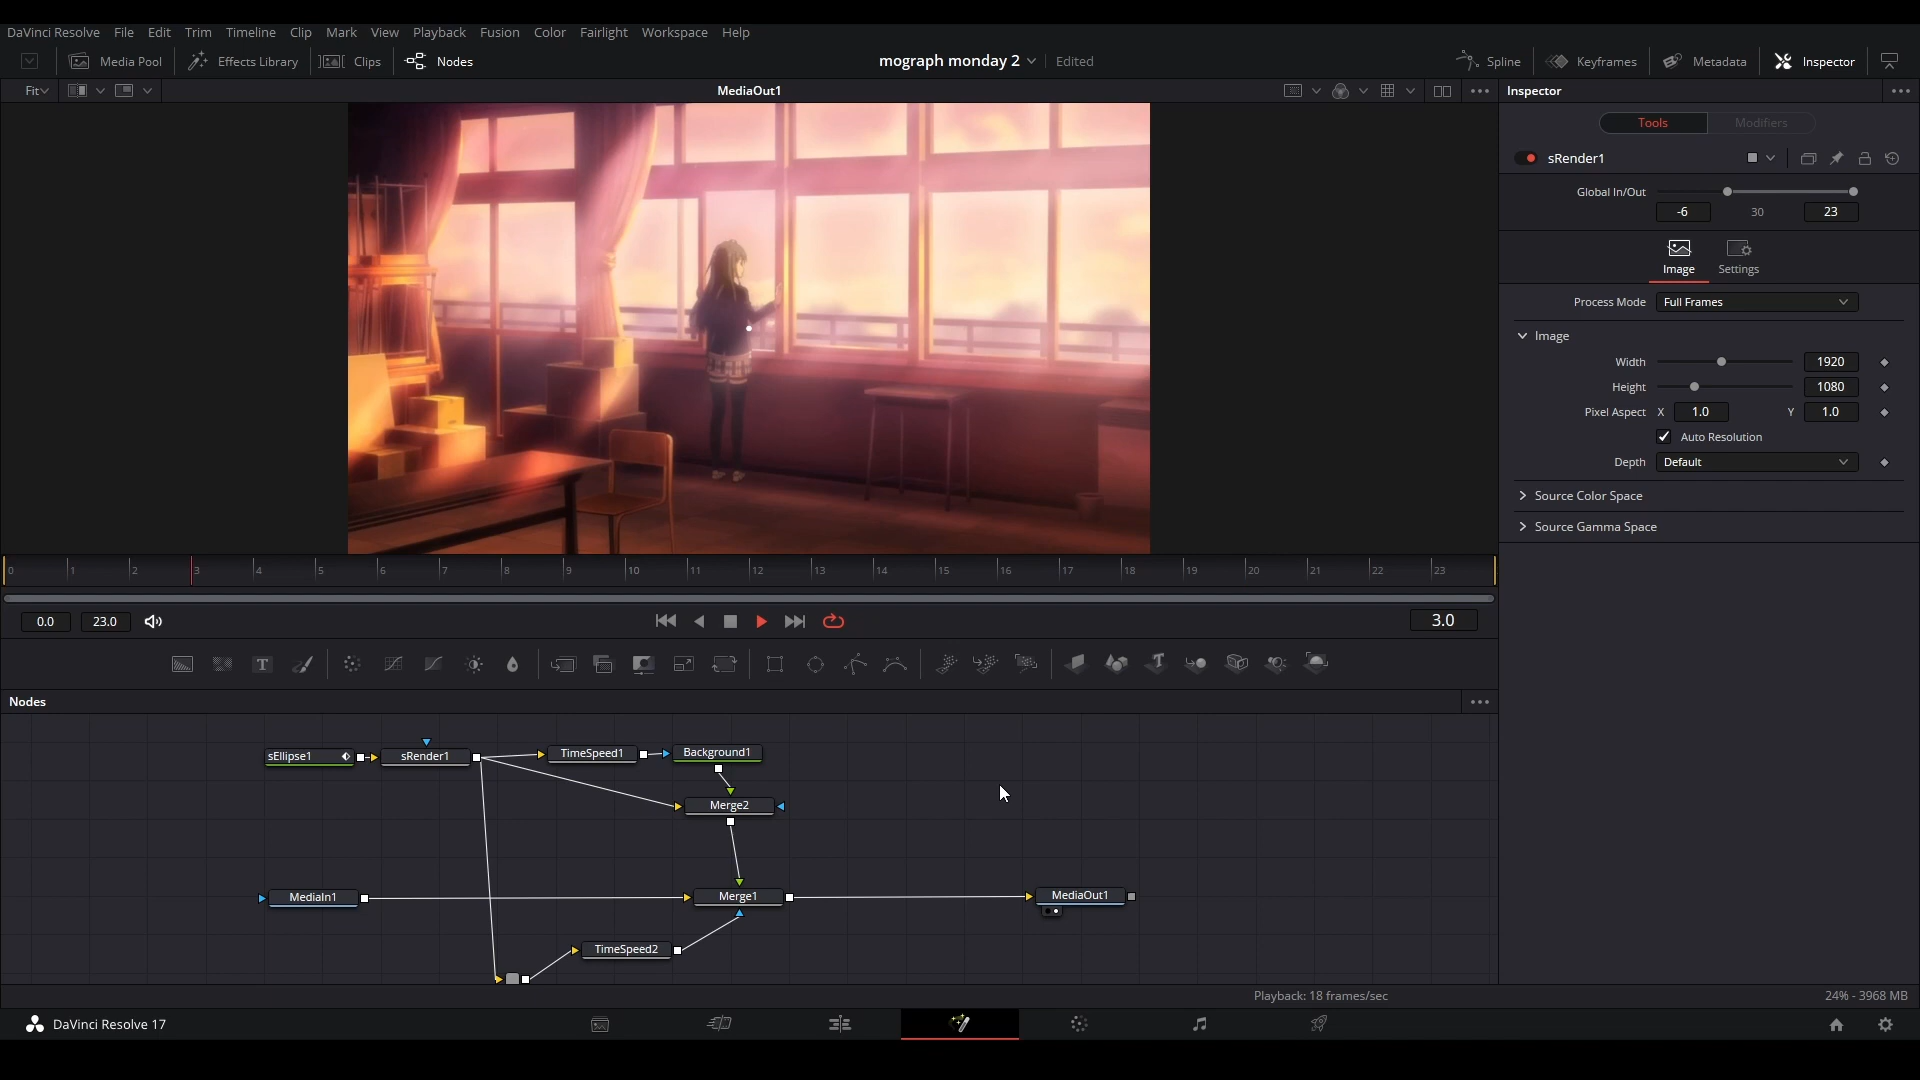 DaVinci Resolve File Edit Trim Timeline Clip Mark View Playback Fusion Color Fairlight Workspace Help
Media Pool Effects Library Clips Nodes mograph monday 2 Edited Spline Keyframes Metadata Inspector
Fit MediaOut1 Inspector
Tools Modifiers
sRender1
Global In/Out
-6 30 23
Image Settings
Process Mode Full Frames
Image
Width 1920
Height 1080
Pixel Aspect X 1.0 Y 1.0
Auto Resolution
Depth Default
Source Color Space
Source Gamma Space
0 1 2 3 4 5 6 7 8 9 10 11 12 13 14 15 16 17 18 19 20 21 22 23
0.0 23.0 3.0
T T
Nodes
sEllipse1 sRender1 TimeSpeed1 Background1
Merge2
MediaIn1 Merge1 MediaOut1
TimeSpeed2
Playback: 18 frames/sec 24% - 3968 MB
DaVinci Resolve 17